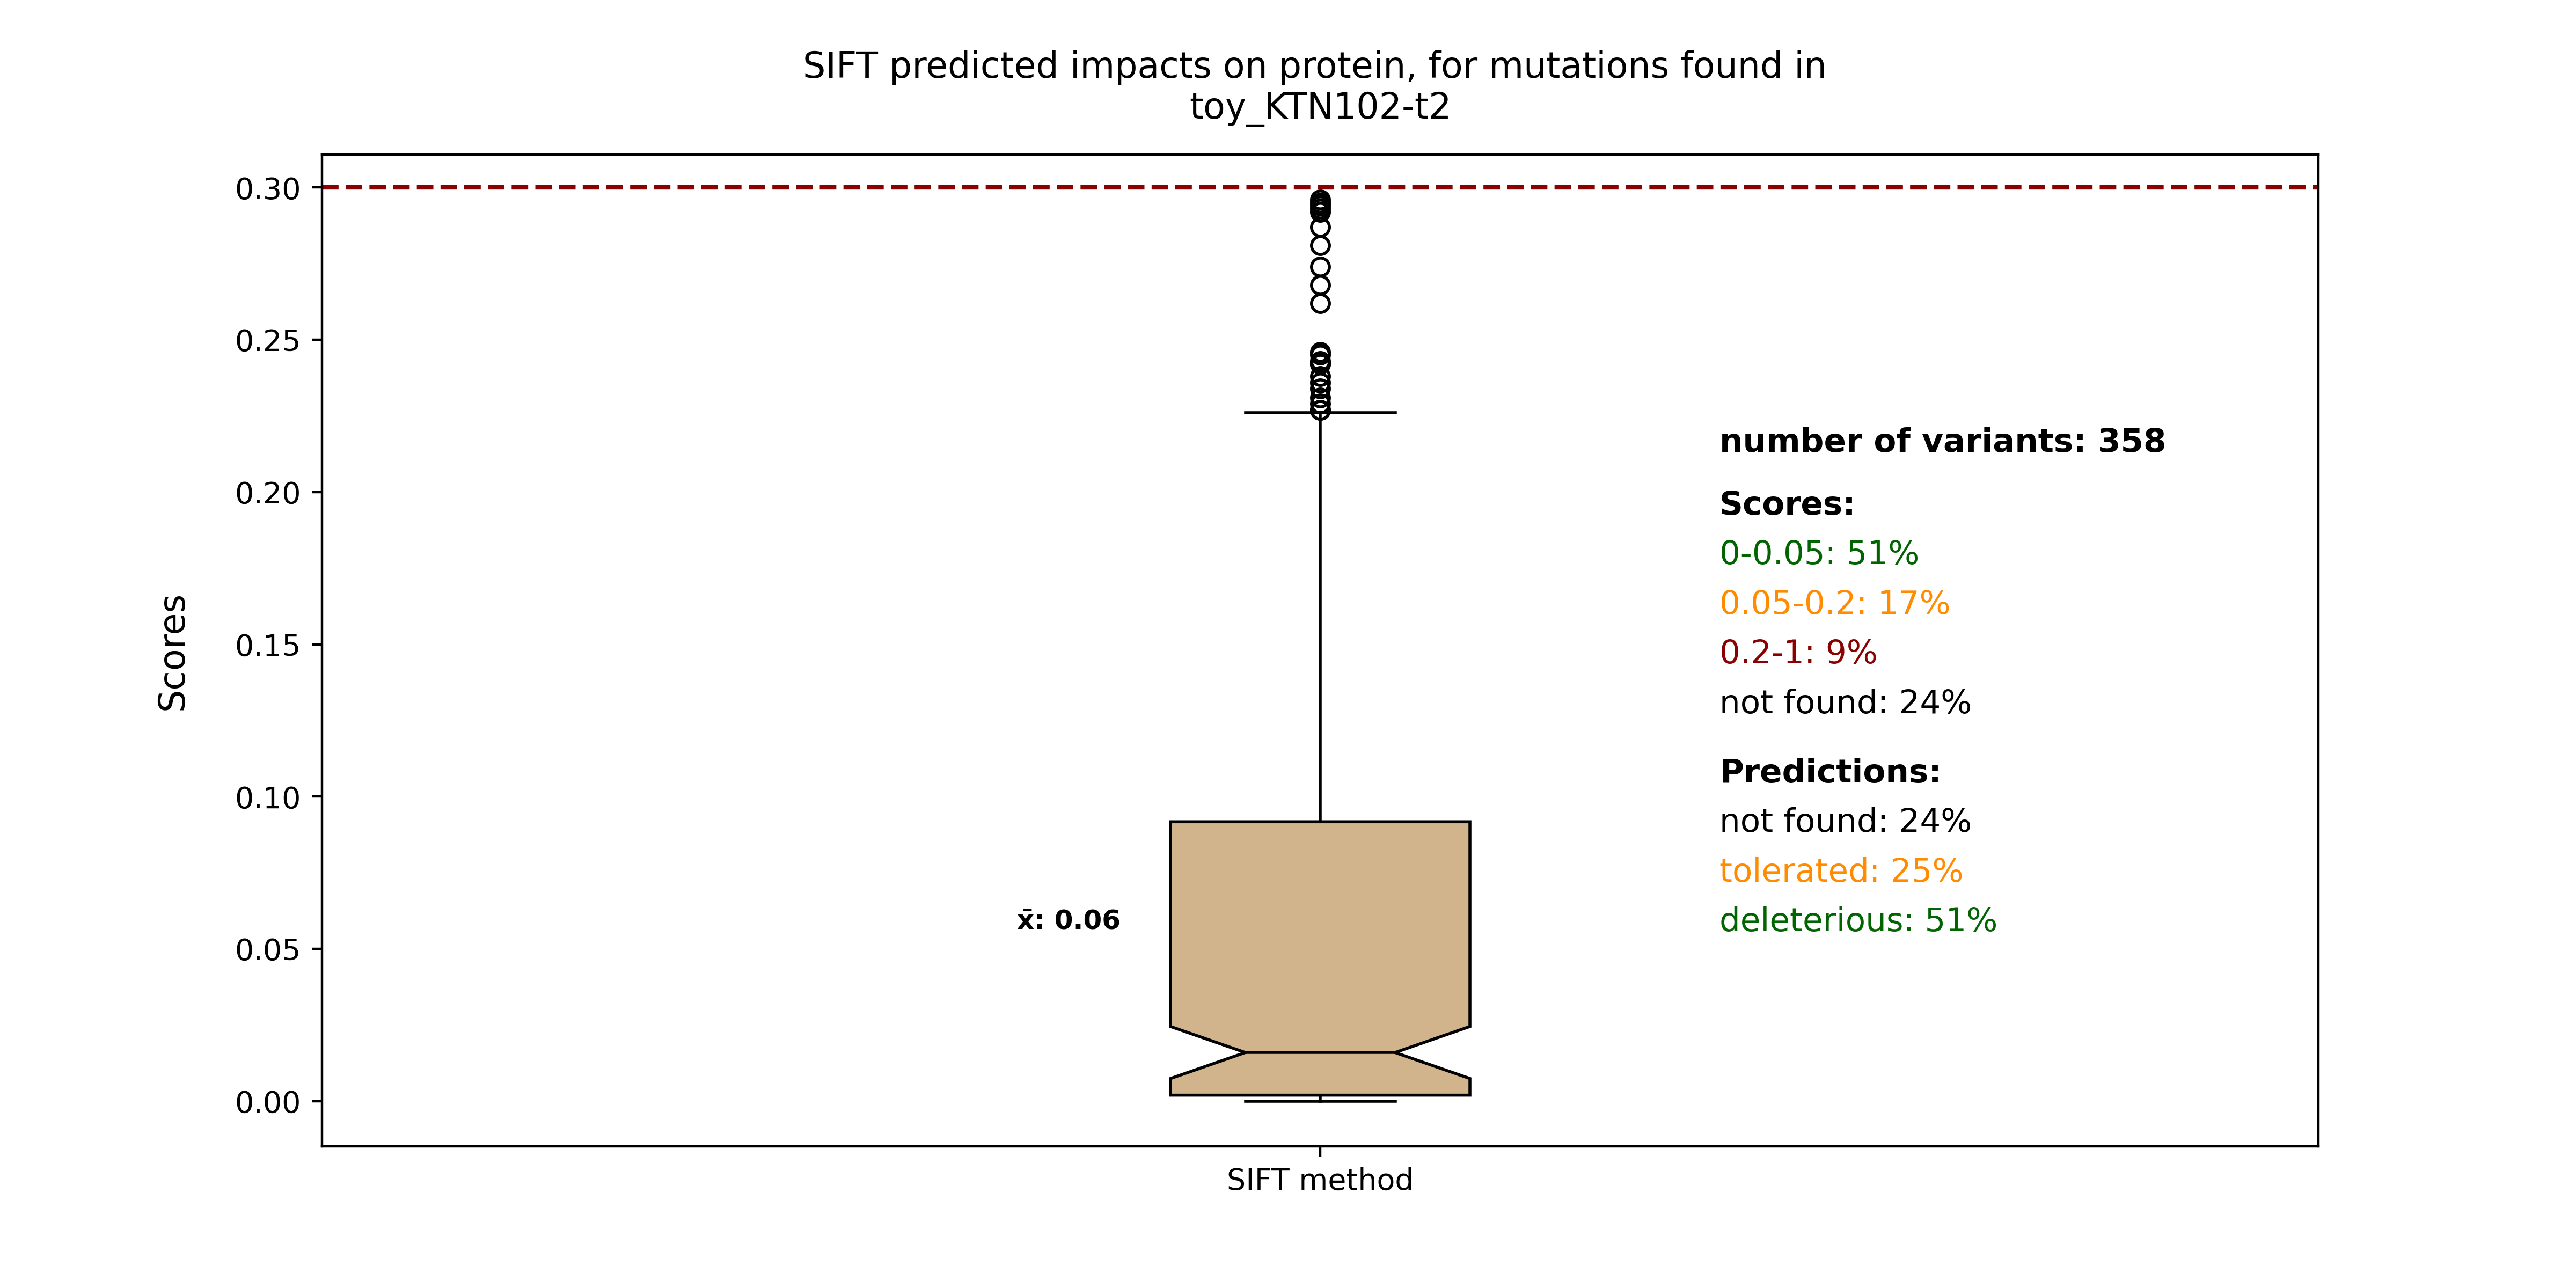 SIFT predicted impacts on protein, for mutations found in
toy_KTN102-t2
0.30
0.25
0.20
0.15
0.10
0.05
0.00
Scores
x̄: 0.06
number of variants: 358
Scores:
0-0.05: 51%
0.05-0.2: 17%
0.2-1: 9%
not found: 24%
Predictions:
not found: 24%
tolerated: 25%
deleterious: 51%
SIFT method